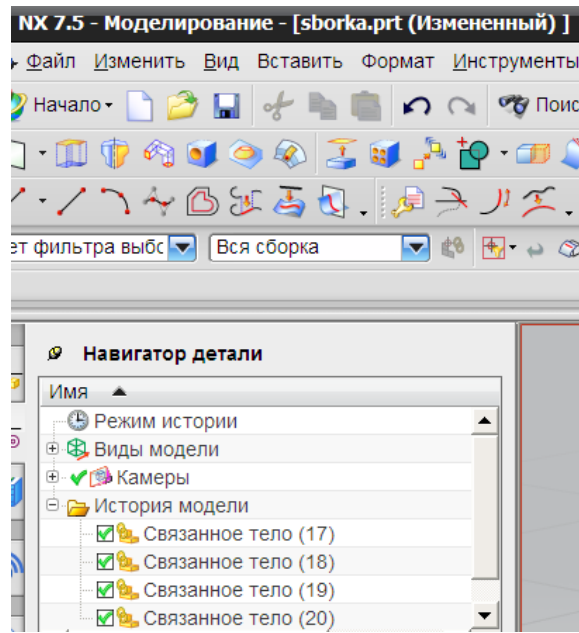 NX 7.5 - Моделирование - [sborka.prt (Измененный) ]
Файл Изменить Вид Вставить Формат Инструменты
Начало Поис
ет фильтра выбс Вся сборка
Навигатор детали
Имя
Режим истории
Виды модели
Камеры
История модели
Связанное тело (17)
Связанное тело (18)
Связанное тело (19)
Связанное тело (20)